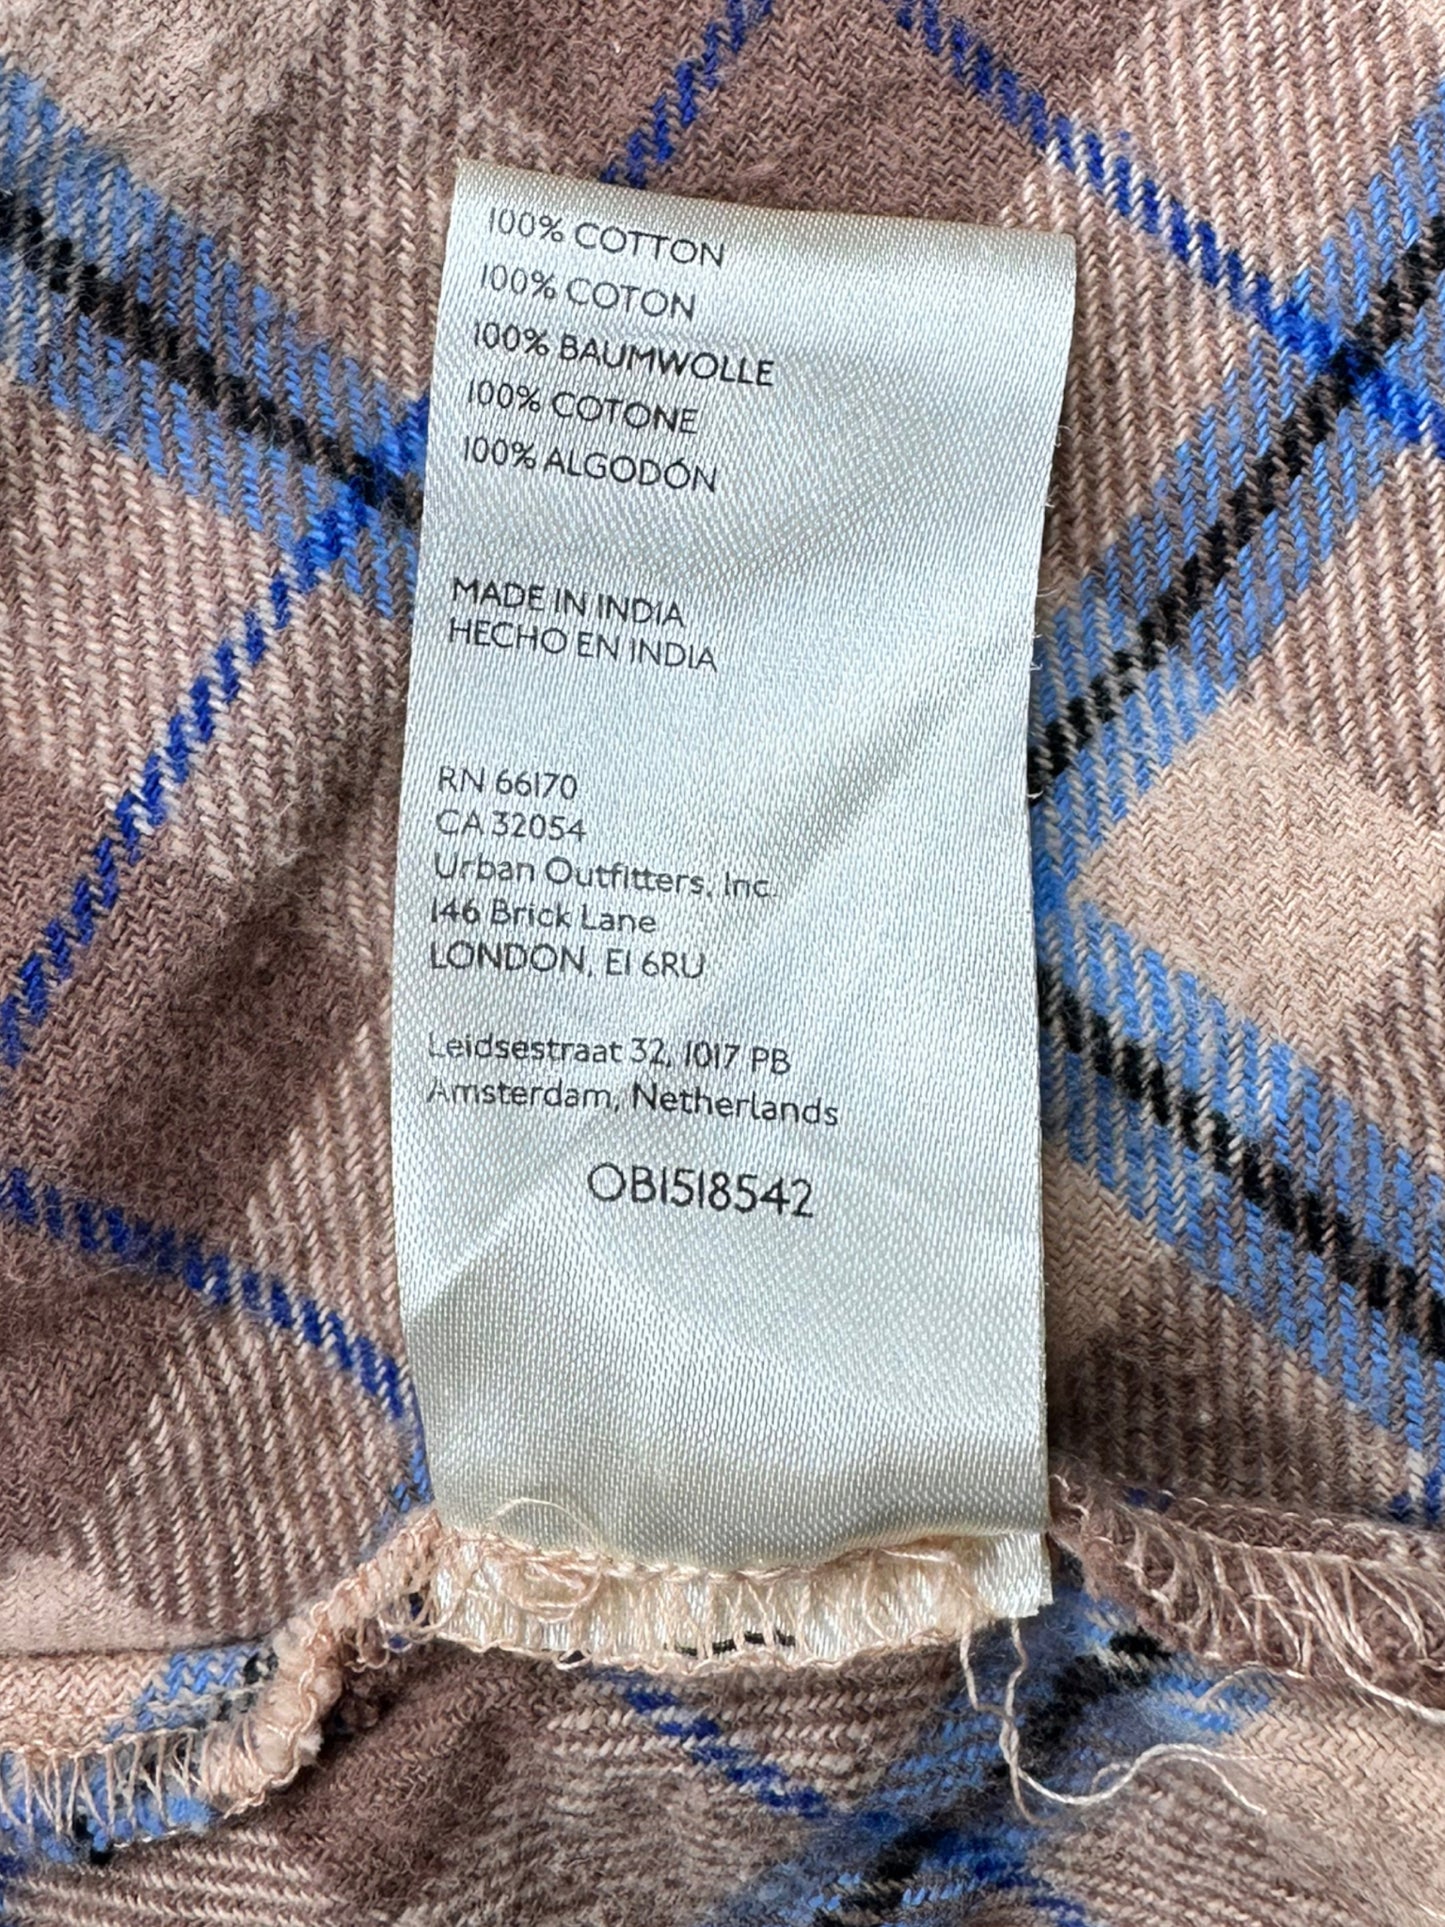 100% COTTON
100% COTON
100% BAUMWOLLE
100% COTONE
100% ALGODÓN
MADE IN INDIA
HECHO EN INDIA
RN 66170
CA 32054
Urban Outfitters, Inc.
146 Brick Lane
LONDON, E1 6RU
Leidsestraat 32, 1017 PB
Amsterdam, Netherlands
OB1518542